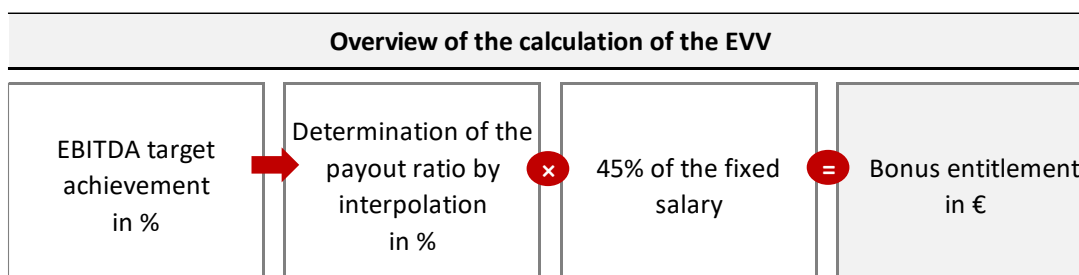 Overview of the calculation of the EVV
EBITDA target
achievement
in %
Determination of the
payout ratio by
interpolation
in %
×
45% of the fixed
salary
=
Bonus entitlement
in €